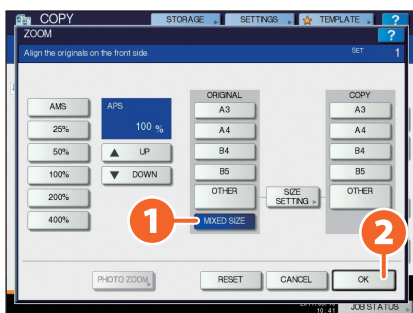 COPY STORAGE SETTINGS TEMPLATE ?
ZOOM ?
Align the originals on the front side. SET 1
ORIGINAL COPY
AMS APS A3 A3
25% 100 % A4 A4
50% UP B4 B4
100% DOWN B5 B5
200% OTHER SIZE SETTING OTHER
400% 1 MIXED SIZE 2
PHOTO ZOOM RESET CANCEL OK
10:41 JOB STATUS